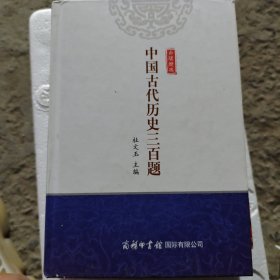 中国古代历史三百题
杜文玉 主编
商务印书馆国际有限公司